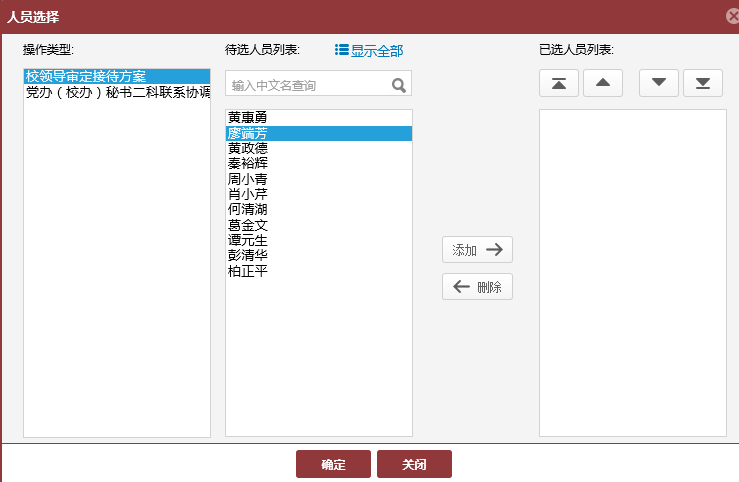 人员选择
操作类型:
校领导审定接待方案
党办（校办）秘书二科联系协调
待选人员列表:
显示全部
输入中文名查询
黄惠勇
廖端芳
黄政德
秦裕辉
周小青
肖小芹
何清湖
葛金文
谭元生
彭清华
柏正平
添加
删除
已选人员列表:
确定
关闭